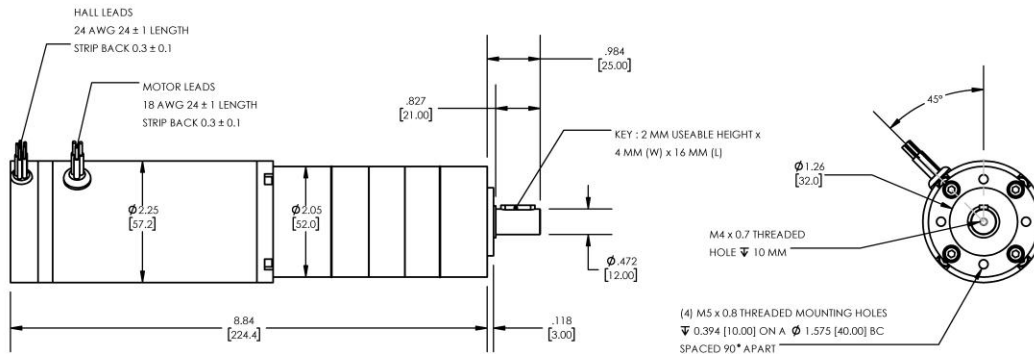 HALL LEADS
24 AWG 24 ± 1 LENGTH
STRIP BACK 0.3 ± 0.1
MOTOR LEADS
18 AWG 24 ± 1 LENGTH
STRIP BACK 0.3 ± 0.1
.984
[25.00]
.827
[21.00]
KEY : 2 MM USEABLE HEIGHT x
4 MM (W) x 16 MM (L)
Ø2.25
[57.2]
Ø2.05
[52.0]
Ø.472
[12.00]
8.84
[224.4]
.118
[3.00]
45°
Ø1.26
[32.0]
M4 x 0.7 THREADED
HOLE ↧ 10 MM
(4) M5 x 0.8 THREADED MOUNTING HOLES
↧ 0.394 [10.00] ON A Ø 1.575 [40.00] BC
SPACED 90° APART